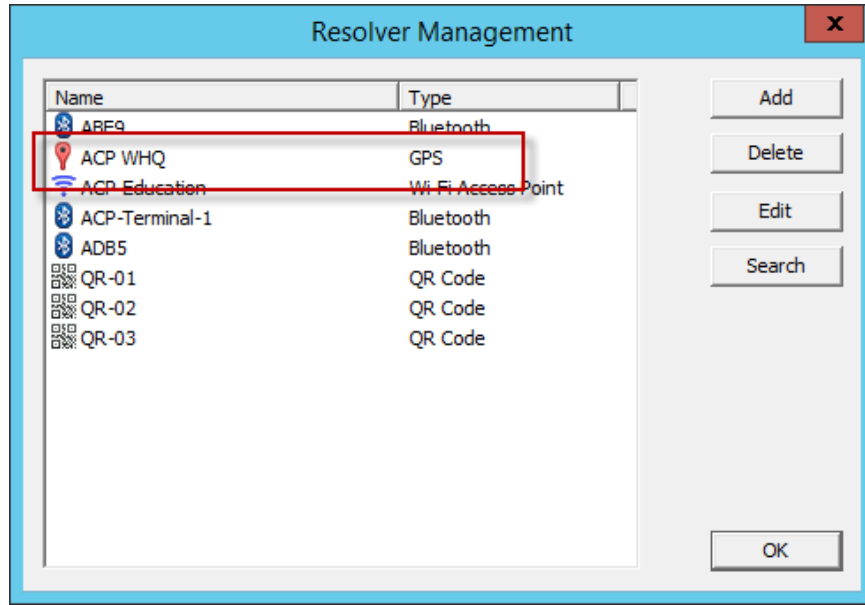 Resolver Management
x
Name Type
ABE9 Bluetooth
ACP WHQ GPS
ACP-Education Wi-Fi Access Point
ACP-Terminal-1 Bluetooth
ADB5 Bluetooth
QR-01 QR Code
QR-02 QR Code
QR-03 QR Code
Add
Delete
Edit
Search
OK